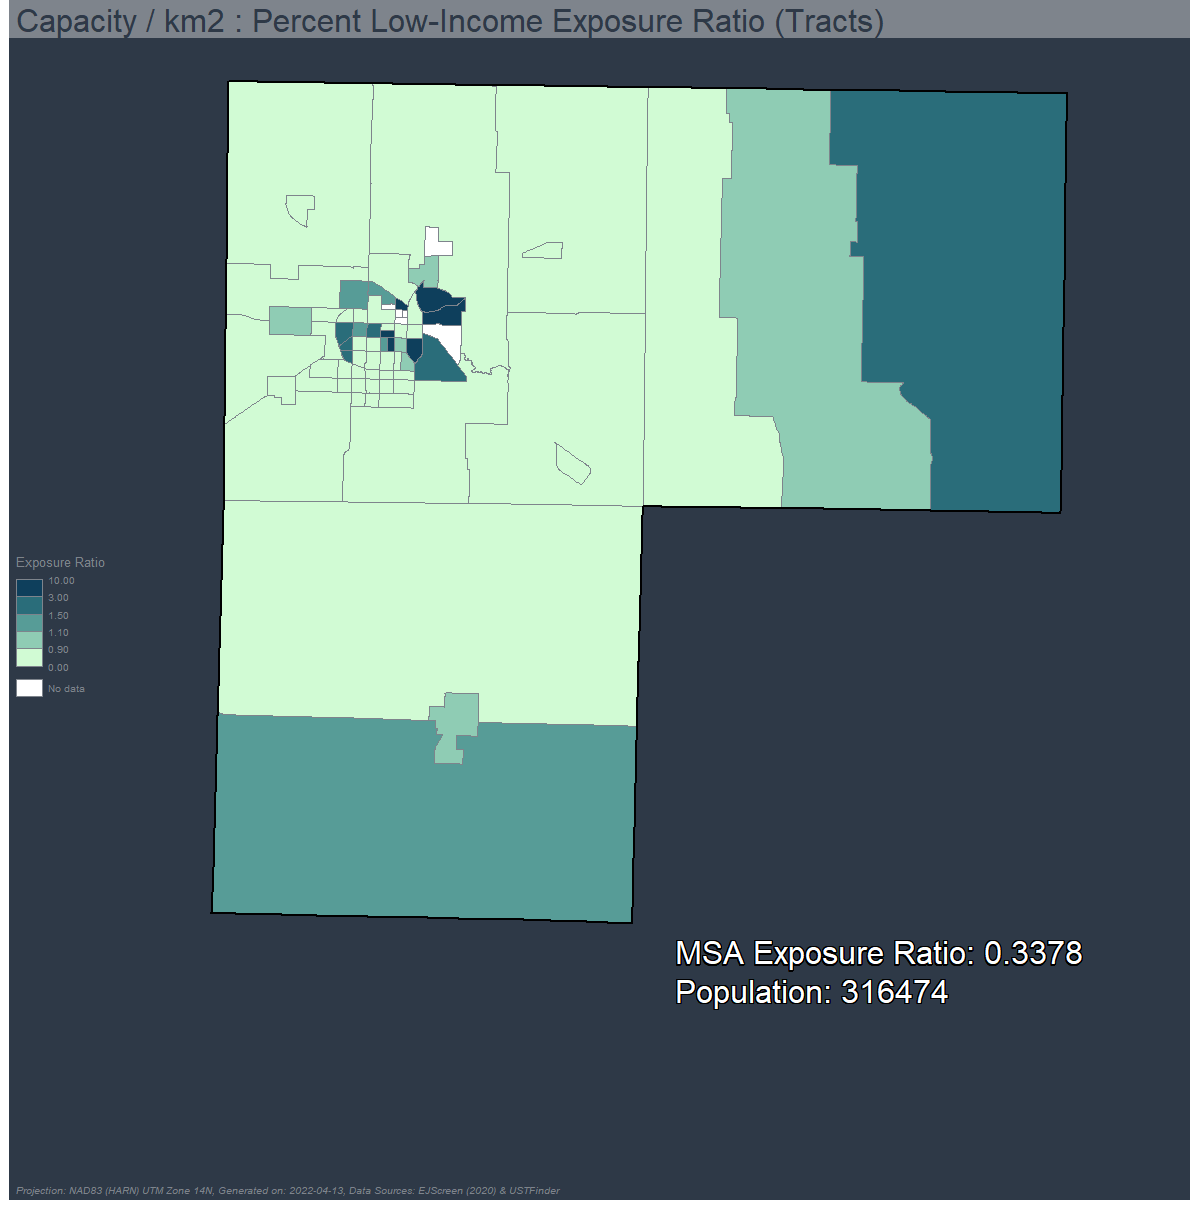 Capacity / km2 : Percent Low-Income Exposure Ratio (Tracts)
Exposure Ratio
10.00
3.00
1.50
1.10
0.90
0.00
No data
MSA Exposure Ratio: 0.3378
Population: 316474
Projection: NAD83 (HARN) UTM Zone 14N, Generated on: 2022-04-13, Data Sources: EJScreen (2020) & USTFinder